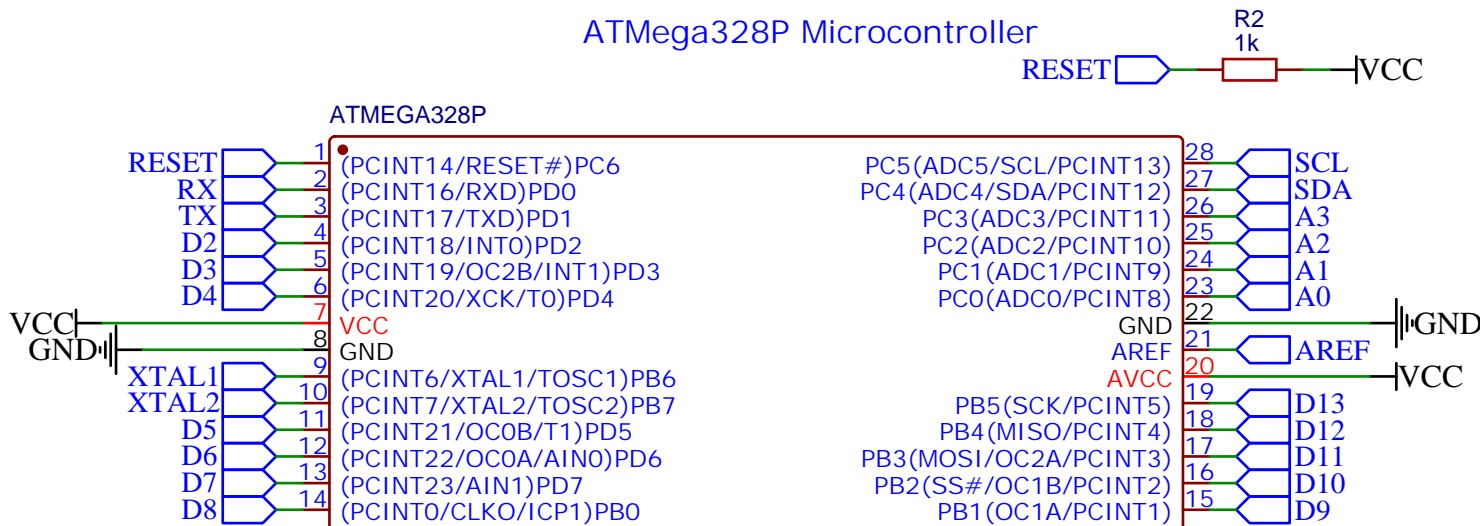 ATMega328P Microcontroller
R2
1k
RESET VCC
ATMEGA328P
RESET 1 (PCINT14/RESET#)PC6 PC5(ADC5/SCL/PCINT13) 28 SCL
RX 2 (PCINT16/RXD)PD0 PC4(ADC4/SDA/PCINT12) 27 SDA
TX 3 (PCINT17/TXD)PD1 PC3(ADC3/PCINT11) 26 A3
D2 4 (PCINT18/INT0)PD2 PC2(ADC2/PCINT10) 25 A2
D3 5 (PCINT19/OC2B/INT1)PD3 PC1(ADC1/PCINT9) 24 A1
D4 6 (PCINT20/XCK/T0)PD4 PC0(ADC0/PCINT8) 23 A0
VCC 7 VCC GND 22 GND
GND 8 GND AREF 21 AREF
XTAL1 9 (PCINT6/XTAL1/TOSC1)PB6 AVCC 20 VCC
XTAL2 10 (PCINT7/XTAL2/TOSC2)PB7 PB5(SCK/PCINT5) 19 D13
D5 11 (PCINT21/OC0B/T1)PD5 PB4(MISO/PCINT4) 18 D12
D6 12 (PCINT22/OC0A/AIN0)PD6 PB3(MOSI/OC2A/PCINT3) 17 D11
D7 13 (PCINT23/AIN1)PD7 PB2(SS#/OC1B/PCINT2) 16 D10
D8 14 (PCINT0/CLKO/ICP1)PB0 PB1(OC1A/PCINT1) 15 D9